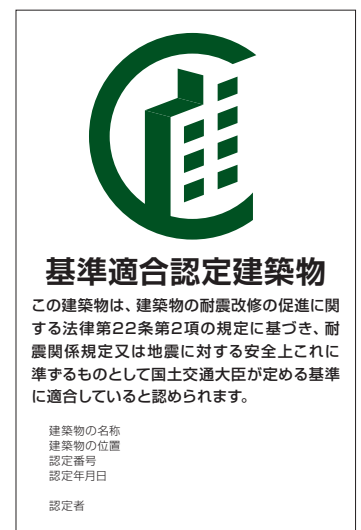 基準適合認定建築物
この建築物は、建築物の耐震改修の促進に関
する法律第22条第2項の規定に基づき、耐
震関係規定又は地震に対する安全上これに
準ずるものとして国土交通大臣が定める基準
に適合していると認められます。
建築物の名称
建築物の位置
認定番号
認定年月日
認定者